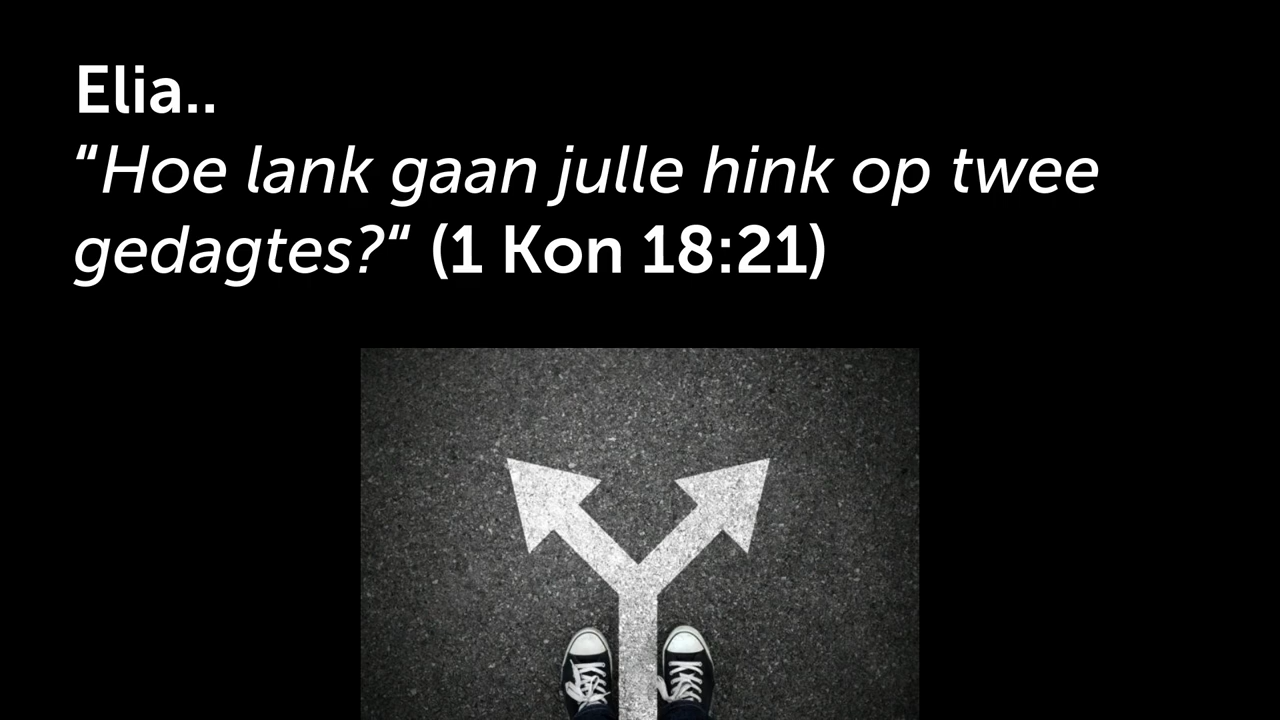 Elia..
“Hoe lank gaan julle hink op twee
gedagtes?“ (1 Kon 18:21)